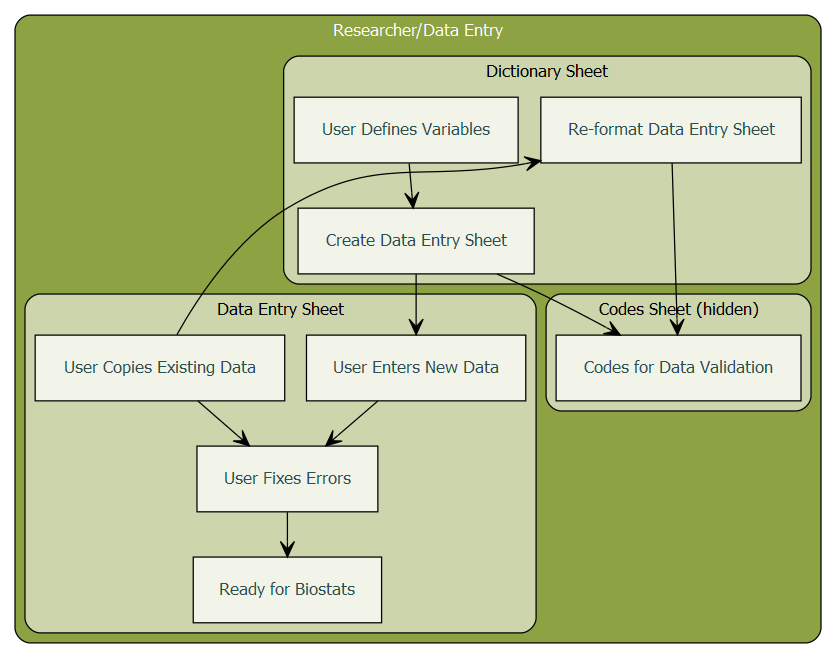 Researcher/Data Entry
Dictionary Sheet
User Defines Variables
Re-format Data Entry Sheet
Create Data Entry Sheet
Data Entry Sheet
Codes Sheet (hidden)
User Copies Existing Data
User Enters New Data
Codes for Data Validation
User Fixes Errors
Ready for Biostats